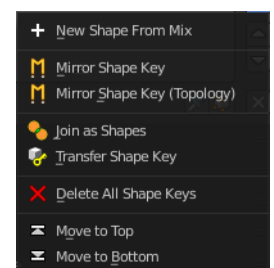 New Shape From Mix
Mirror Shape Key
Mirror Shape Key (Topology)
Join as Shapes
Transfer Shape Key
Delete All Shape Keys
Move to Top
Move to Bottom